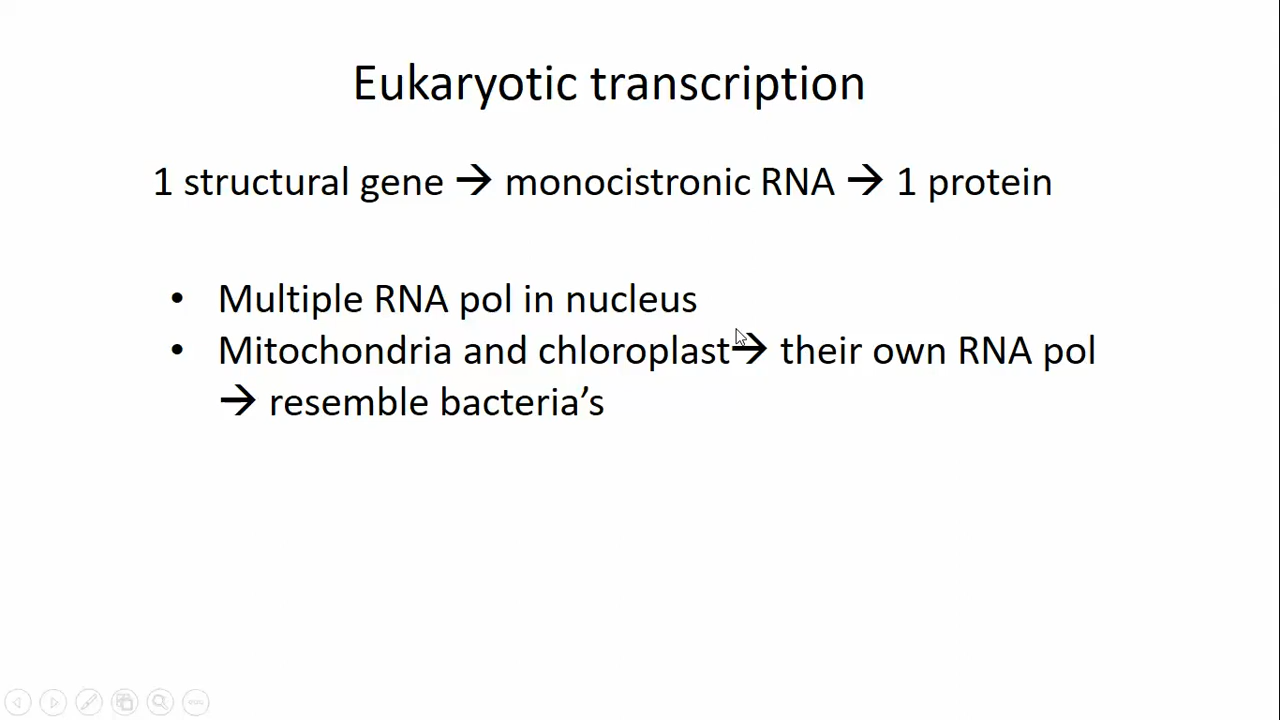 Eukaryotic transcription
1 structural gene → monocistronic RNA → 1 protein
• Multiple RNA pol in nucleus
• Mitochondria and chloroplast→ their own RNA pol
→ resemble bacteria’s